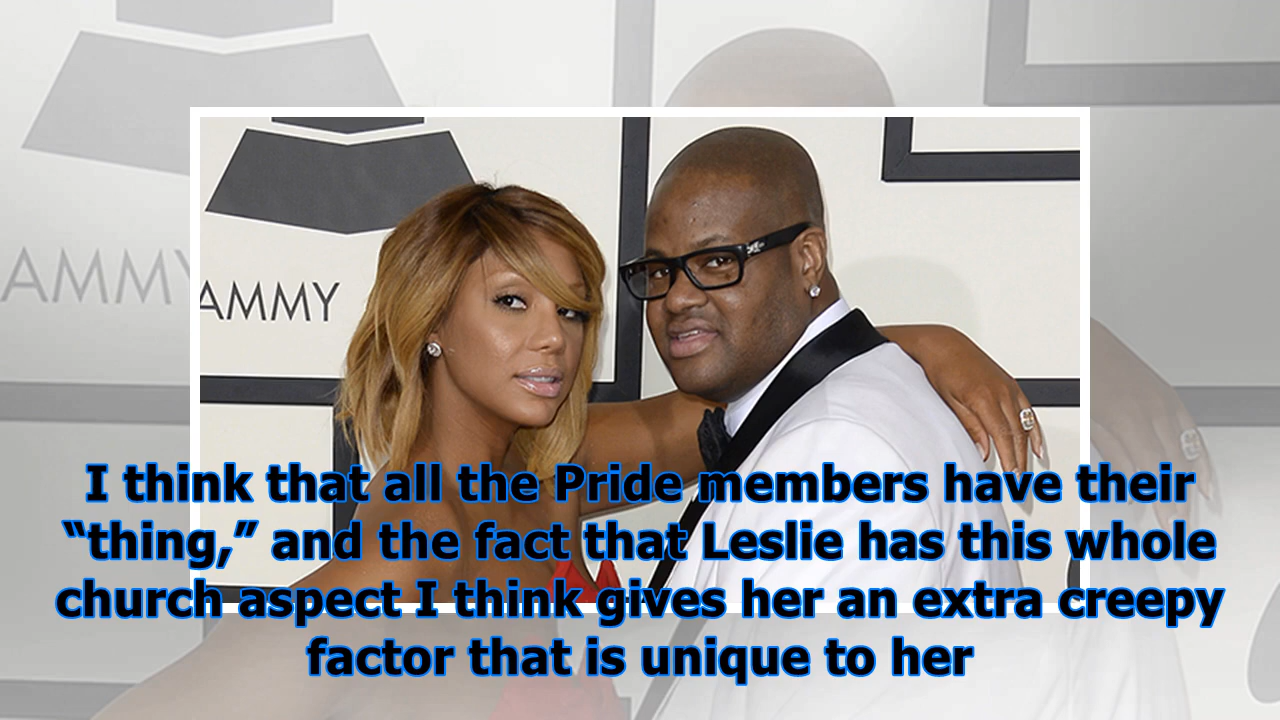 AMMY
AMMY
I think that all the Pride members have their
“thing,” and the fact that Leslie has this whole
church aspect I think gives her an extra creepy
factor that is unique to her